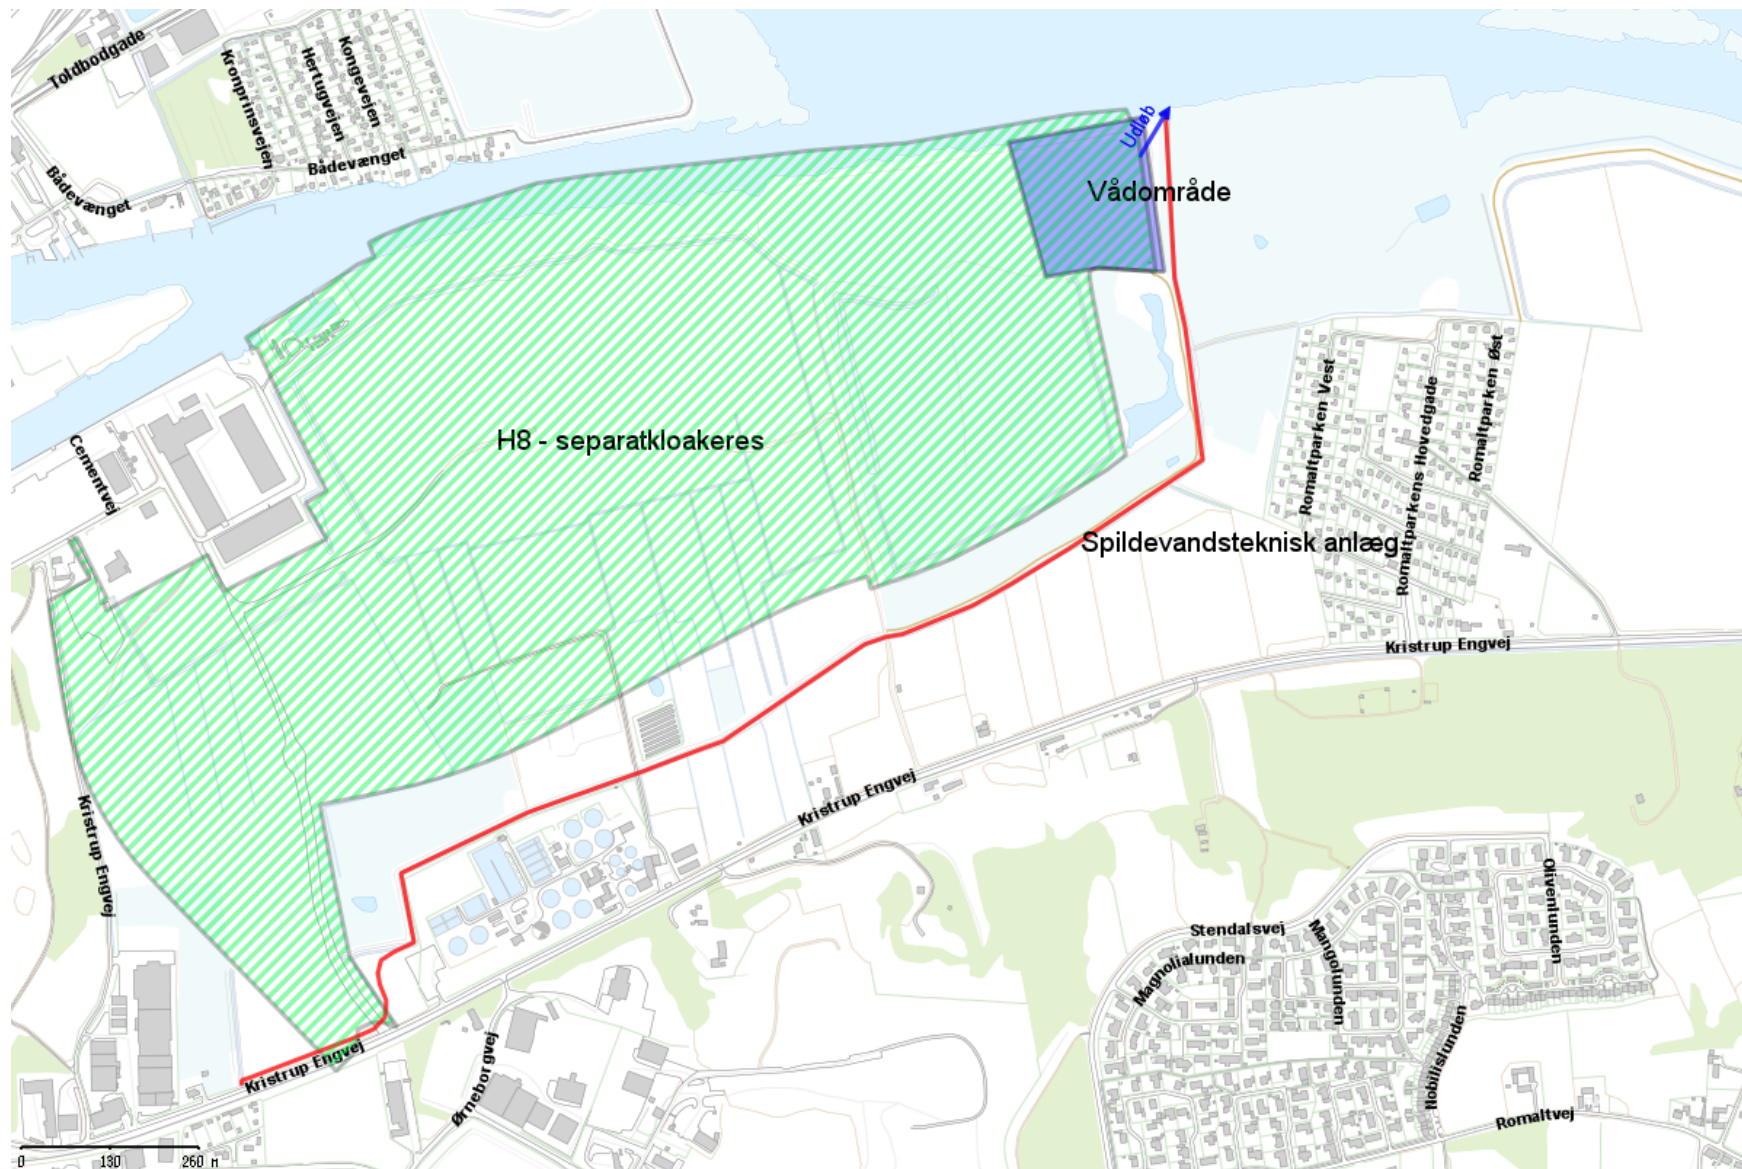 Toldbodgade
Kronprinsvejen
Hertugvejen
Kongevejen
Bådevænget
Bådevænget
Udløb
Vådområde
H8 - separatkloakeres
Cementvej
Romaltparken Vest
Romaltparkens Hovedgade
Romaltparken Øst
Spildevandsteknisk anlæg
Kristrup Engvej
Kristrup Engvej
Kristrup Engvej
Kristrup Engvej
Ørneborgvej
Stendalsvej
Magnolialunden
Mangolunden
Olivenlunden
Nobilislunden
Romaltvej
0 130 260 M